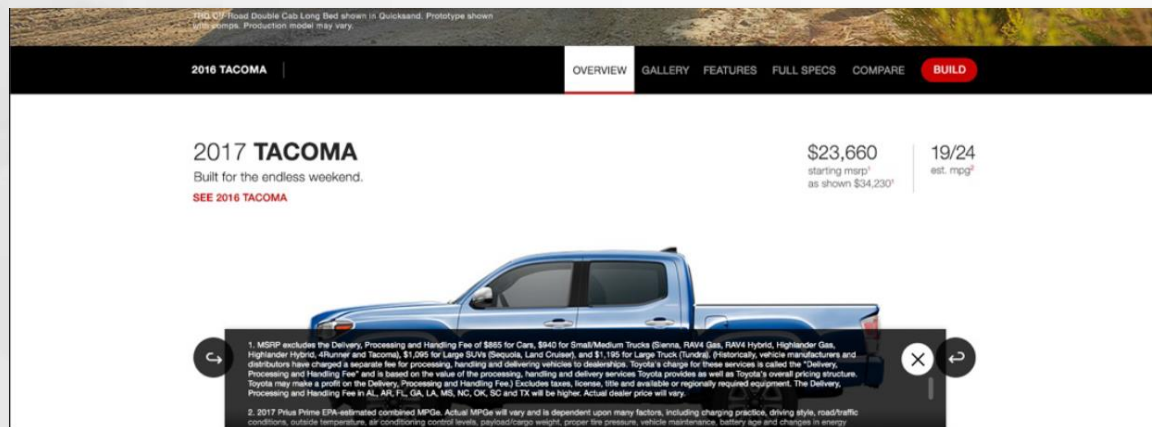 TRD Off-Road Double Cab Long Bed shown in Quicksand. Prototype shown
with comps. Production model may vary.
2016 TACOMA
OVERVIEW GALLERY FEATURES FULL SPECS COMPARE BUILD
2017 TACOMA
Built for the endless weekend.
SEE 2016 TACOMA
$23,660
starting msrp¹
as shown $34,230¹
19/24
est. mpg²
1. MSRP excludes the Delivery, Processing and Handling Fee of $865 for Cars, $940 for Small/Medium Trucks (Sienna, RAV4 Gas, RAV4 Hybrid, Highlander Gas,
Highlander Hybrid, 4Runner and Tacoma), $1,095 for Large SUVs (Sequoia, Land Cruiser), and $1,195 for Large Truck (Tundra). (Historically, vehicle manufacturers and
distributors have charged a separate fee for processing, handling and delivering vehicles to dealerships. Toyota's charge for these services is called the "Delivery,
Processing and Handling Fee" and is based on the value of the processing, handling and delivery services Toyota provides as well as Toyota's overall pricing structure.
Toyota may make a profit on the Delivery, Processing and Handling Fee.) Excludes taxes, license, title and available or regionally required equipment. The Delivery,
Processing and Handling Fee in AL, AR, FL, GA, LA, MS, NC, OK, SC and TX will be higher. Actual dealer price will vary.
2. 2017 Prius Prime EPA-estimated combined MPGe. Actual MPGe will vary and is dependent upon many factors, including charging practice, driving style, road/traffic
conditions, outside temperature, air conditioning control levels, payload/cargo weight, proper tire pressure, vehicle maintenance, battery age and changes in energy